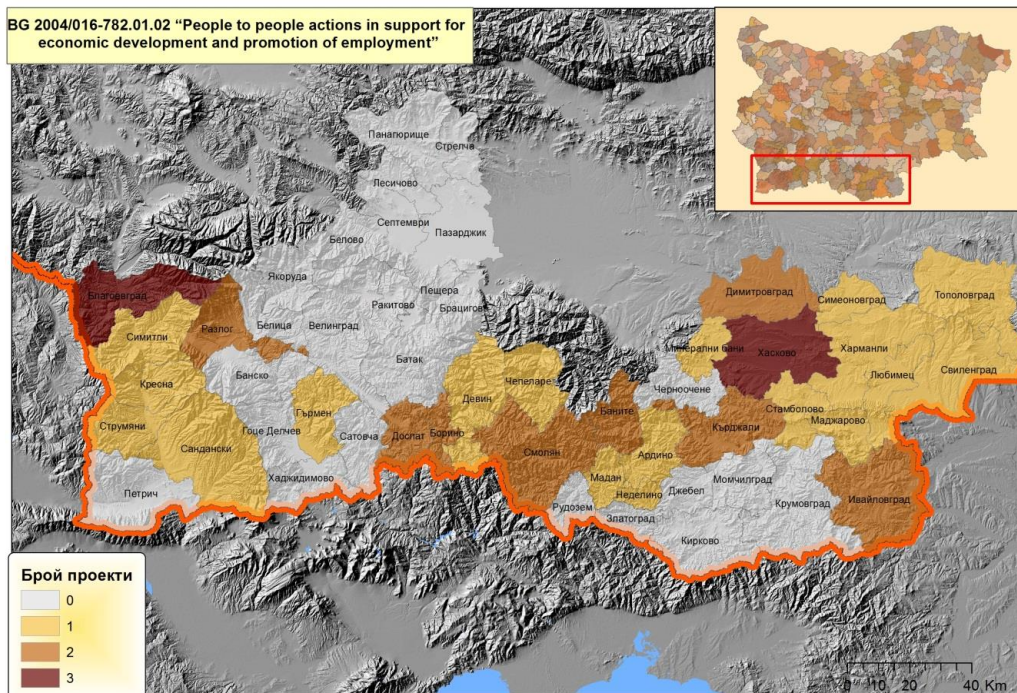 BG 2004/016-782.01.02 “People to people actions in support for
economic development and promotion of employment”
Панагюрище
Стрелча
Лесичово
Септември
Пазарджик
Белово
Якоруда
Пещера
Ракитово
Брацигово
Благоевград
Димитровград
Симеоновград
Тополовград
Симитли
Разлог
Белица
Велинград
Минерални бани
Хасково
Харманли
Батак
Банско
Чепеларе
Любимец
Свиленград
Кресна
Девин
Черноочене
Гърмен
Баните
Стамболово
Маджарово
Струмяни
Гоце Делчев
Сатовча
Доспат
Борино
Кърджали
Сандански
Смолян
Ардино
Хаджидимово
Мадан
Момчилград
Петрич
Неделино
Джебел
Крумовград
Ивайловград
Рудозем
Златоград
Кирково
Брой проекти
0
1
2
3
0 10 20 40 Km